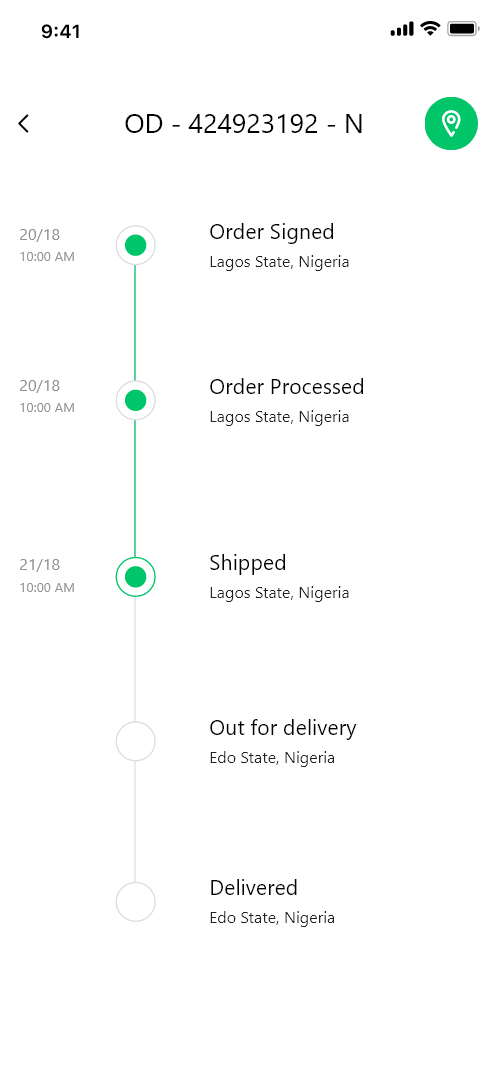 9:41
OD - 424923192 - N
20/18
10:00 AM
Order Signed
Lagos State, Nigeria
20/18
10:00 AM
Order Processed
Lagos State, Nigeria
21/18
10:00 AM
Shipped
Lagos State, Nigeria
Out for delivery
Edo State, Nigeria
Delivered
Edo State, Nigeria